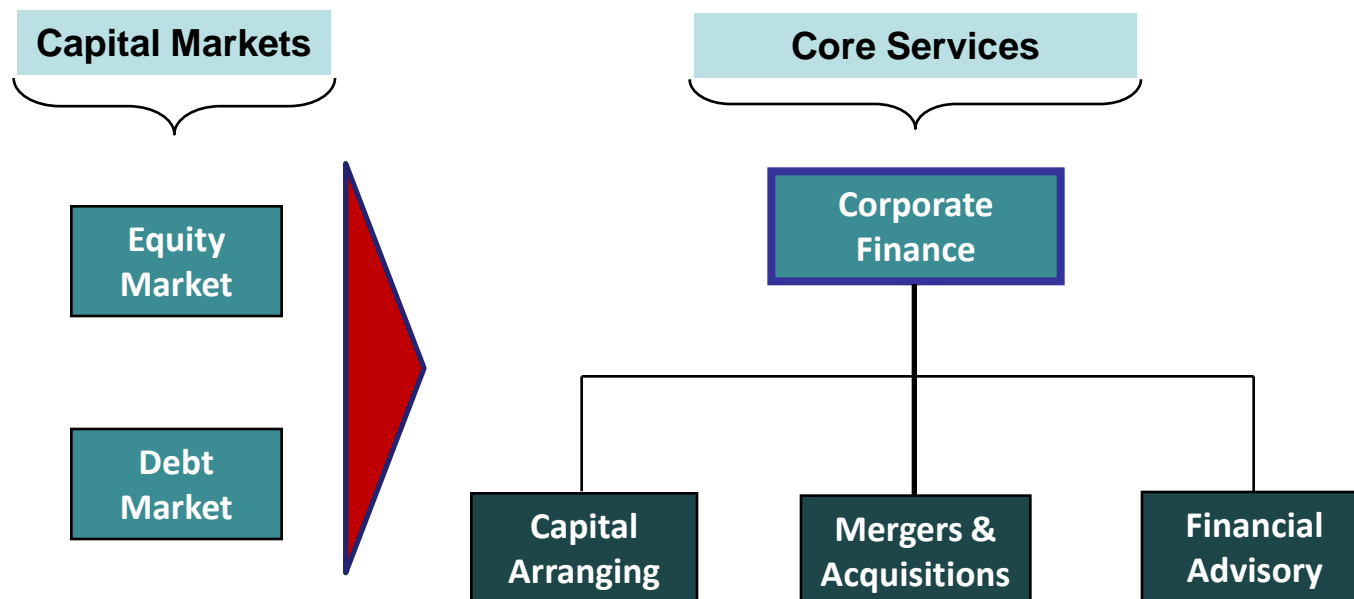 Capital Markets
Core Services
Equity
Market
Debt
Market
Corporate
Finance
Capital
Arranging
Mergers &
Acquisitions
Financial
Advisory